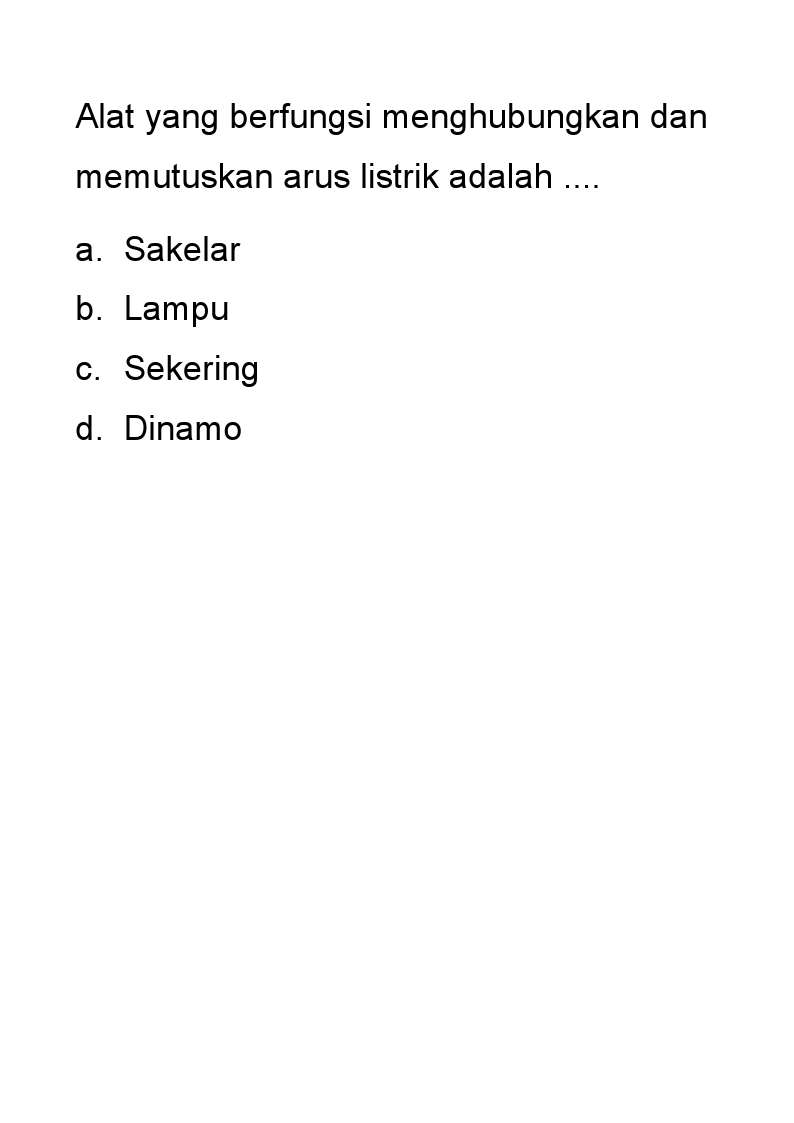 Alat yang berfungsi menghubungkan dan
memutuskan arus listrik adalah ....
a. Sakelar
b. Lampu
c. Sekering
d. Dinamo